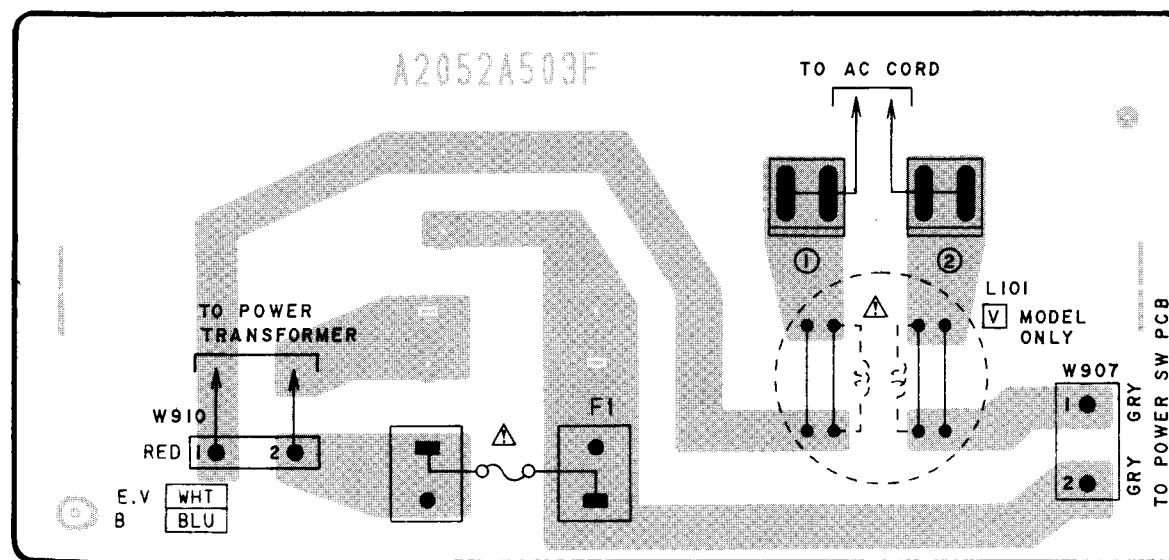 A2052A503F
TO AC CORD
1
2
L101
V MODEL
ONLY
TO POWER
TRANSFORMER
W910
RED 1 2
E.V WHT
B BLU
F1
W907
1 GRY
2 GRY
TO POWER SW PCB